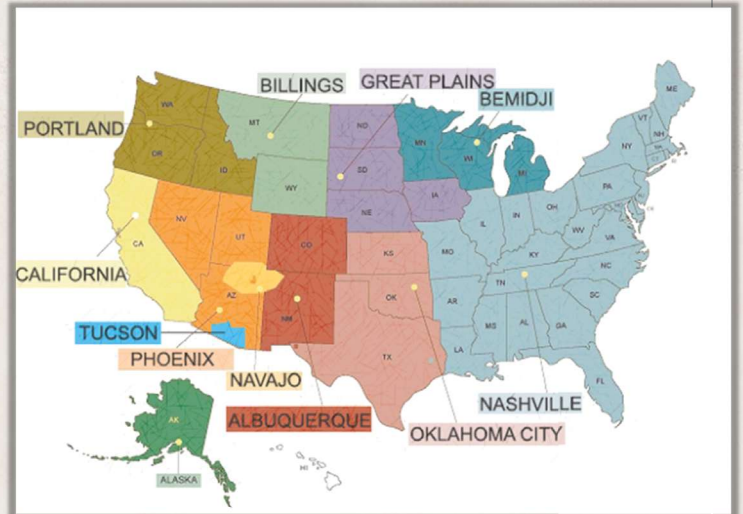 BILLINGS
GREAT PLAINS
BEMIDJI
PORTLAND
CALIFORNIA
TUCSON
PHOENIX
NAVAJO
ALBUQUERQUE
NASHVILLE
OKLAHOMA CITY
ALASKA
WA
OR
ID
MT
WY
ND
SD
NE
MN
WI
MI
IA
CA
NV
UT
AZ
CO
NM
KS
OK
TX
MO
AR
LA
IL
IN
OH
KY
TN
MS
AL
GA
FL
SC
NC
VA
WV
PA
NY
VT
NH
ME
AK
HI